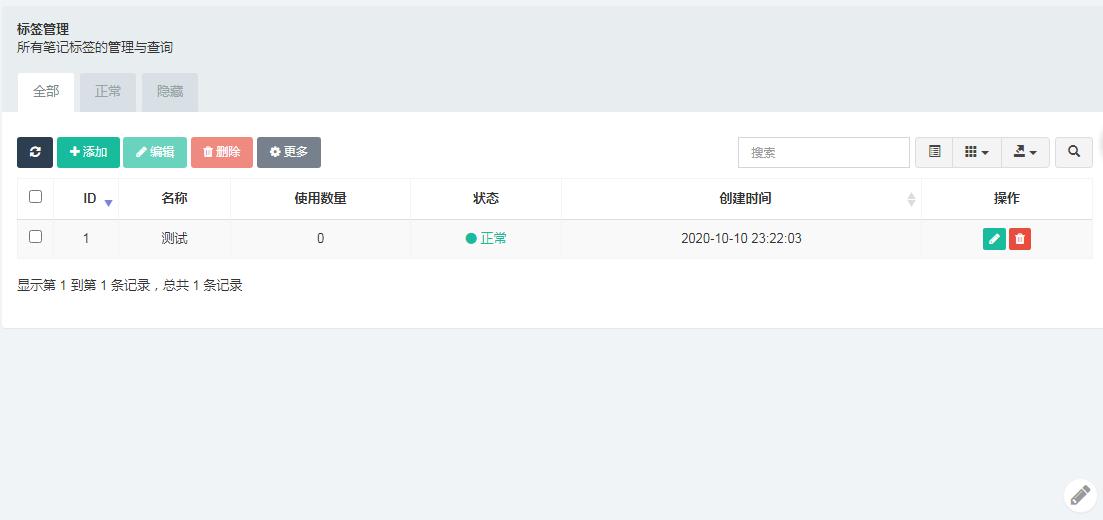 标签管理
所有笔记标签的管理与查询
全部 正常 隐藏
添加 编辑 删除 更多 搜索
ID 名称 使用数量 状态 创建时间 操作
1 测试 0 正常 2020-10-10 23:22:03
显示第 1 到第 1 条记录，总共 1 条记录